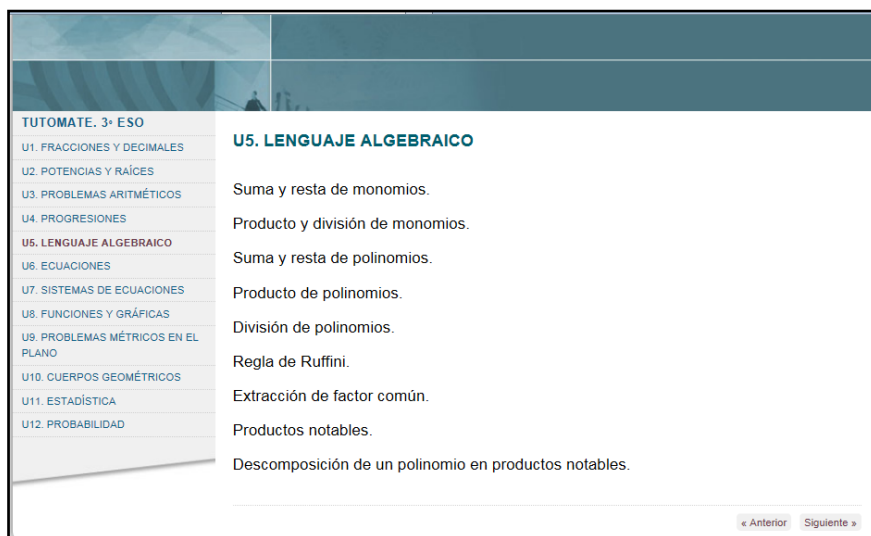 TUTOMATE. 3º ESO
U1. FRACCIONES Y DECIMALES
U2. POTENCIAS Y RAÍCES
U3. PROBLEMAS ARITMÉTICOS
U4. PROGRESIONES
U5. LENGUAJE ALGEBRAICO
U6. ECUACIONES
U7. SISTEMAS DE ECUACIONES
U8. FUNCIONES Y GRÁFICAS
U9. PROBLEMAS MÉTRICOS EN EL
PLANO
U10. CUERPOS GEOMÉTRICOS
U11. ESTADÍSTICA
U12. PROBABILIDAD
U5. LENGUAJE ALGEBRAICO
Suma y resta de monomios.
Producto y división de monomios.
Suma y resta de polinomios.
Producto de polinomios.
División de polinomios.
Regla de Ruffini.
Extracción de factor común.
Productos notables.
Descomposición de un polinomio en productos notables.
« Anterior Siguiente »